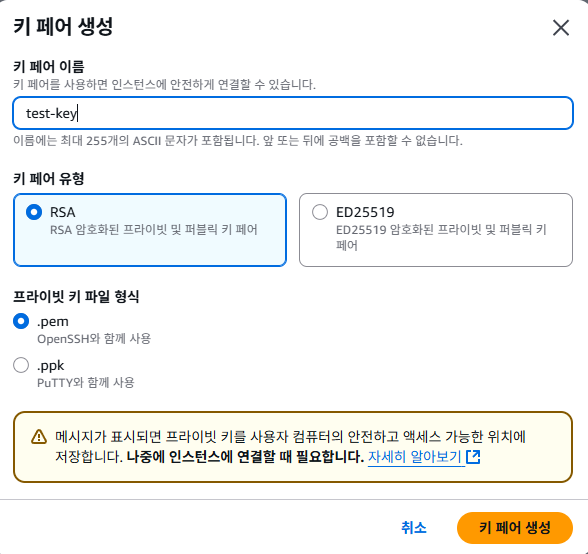 키 페어 생성
키 페어 이름
키 페어를 사용하면 인스턴스에 안전하게 연결할 수 있습니다.
test-key
이름에는 최대 255개의 ASCII 문자가 포함됩니다. 앞 또는 뒤에 공백을 포함할 수 없습니다.
키 페어 유형
RSA
RSA 암호화된 프라이빗 및 퍼블릭 키 페어
ED25519
ED25519 암호화된 프라이빗 및 퍼블릭 키
페어
프라이빗 키 파일 형식
.pem
OpenSSH와 함께 사용
.ppk
PuTTY와 함께 사용
메시지가 표시되면 프라이빗 키를 사용자 컴퓨터의 안전하고 액세스 가능한 위치에
저장합니다. 나중에 인스턴스에 연결할 때 필요합니다. 자세히 알아보기
취소
키 페어 생성